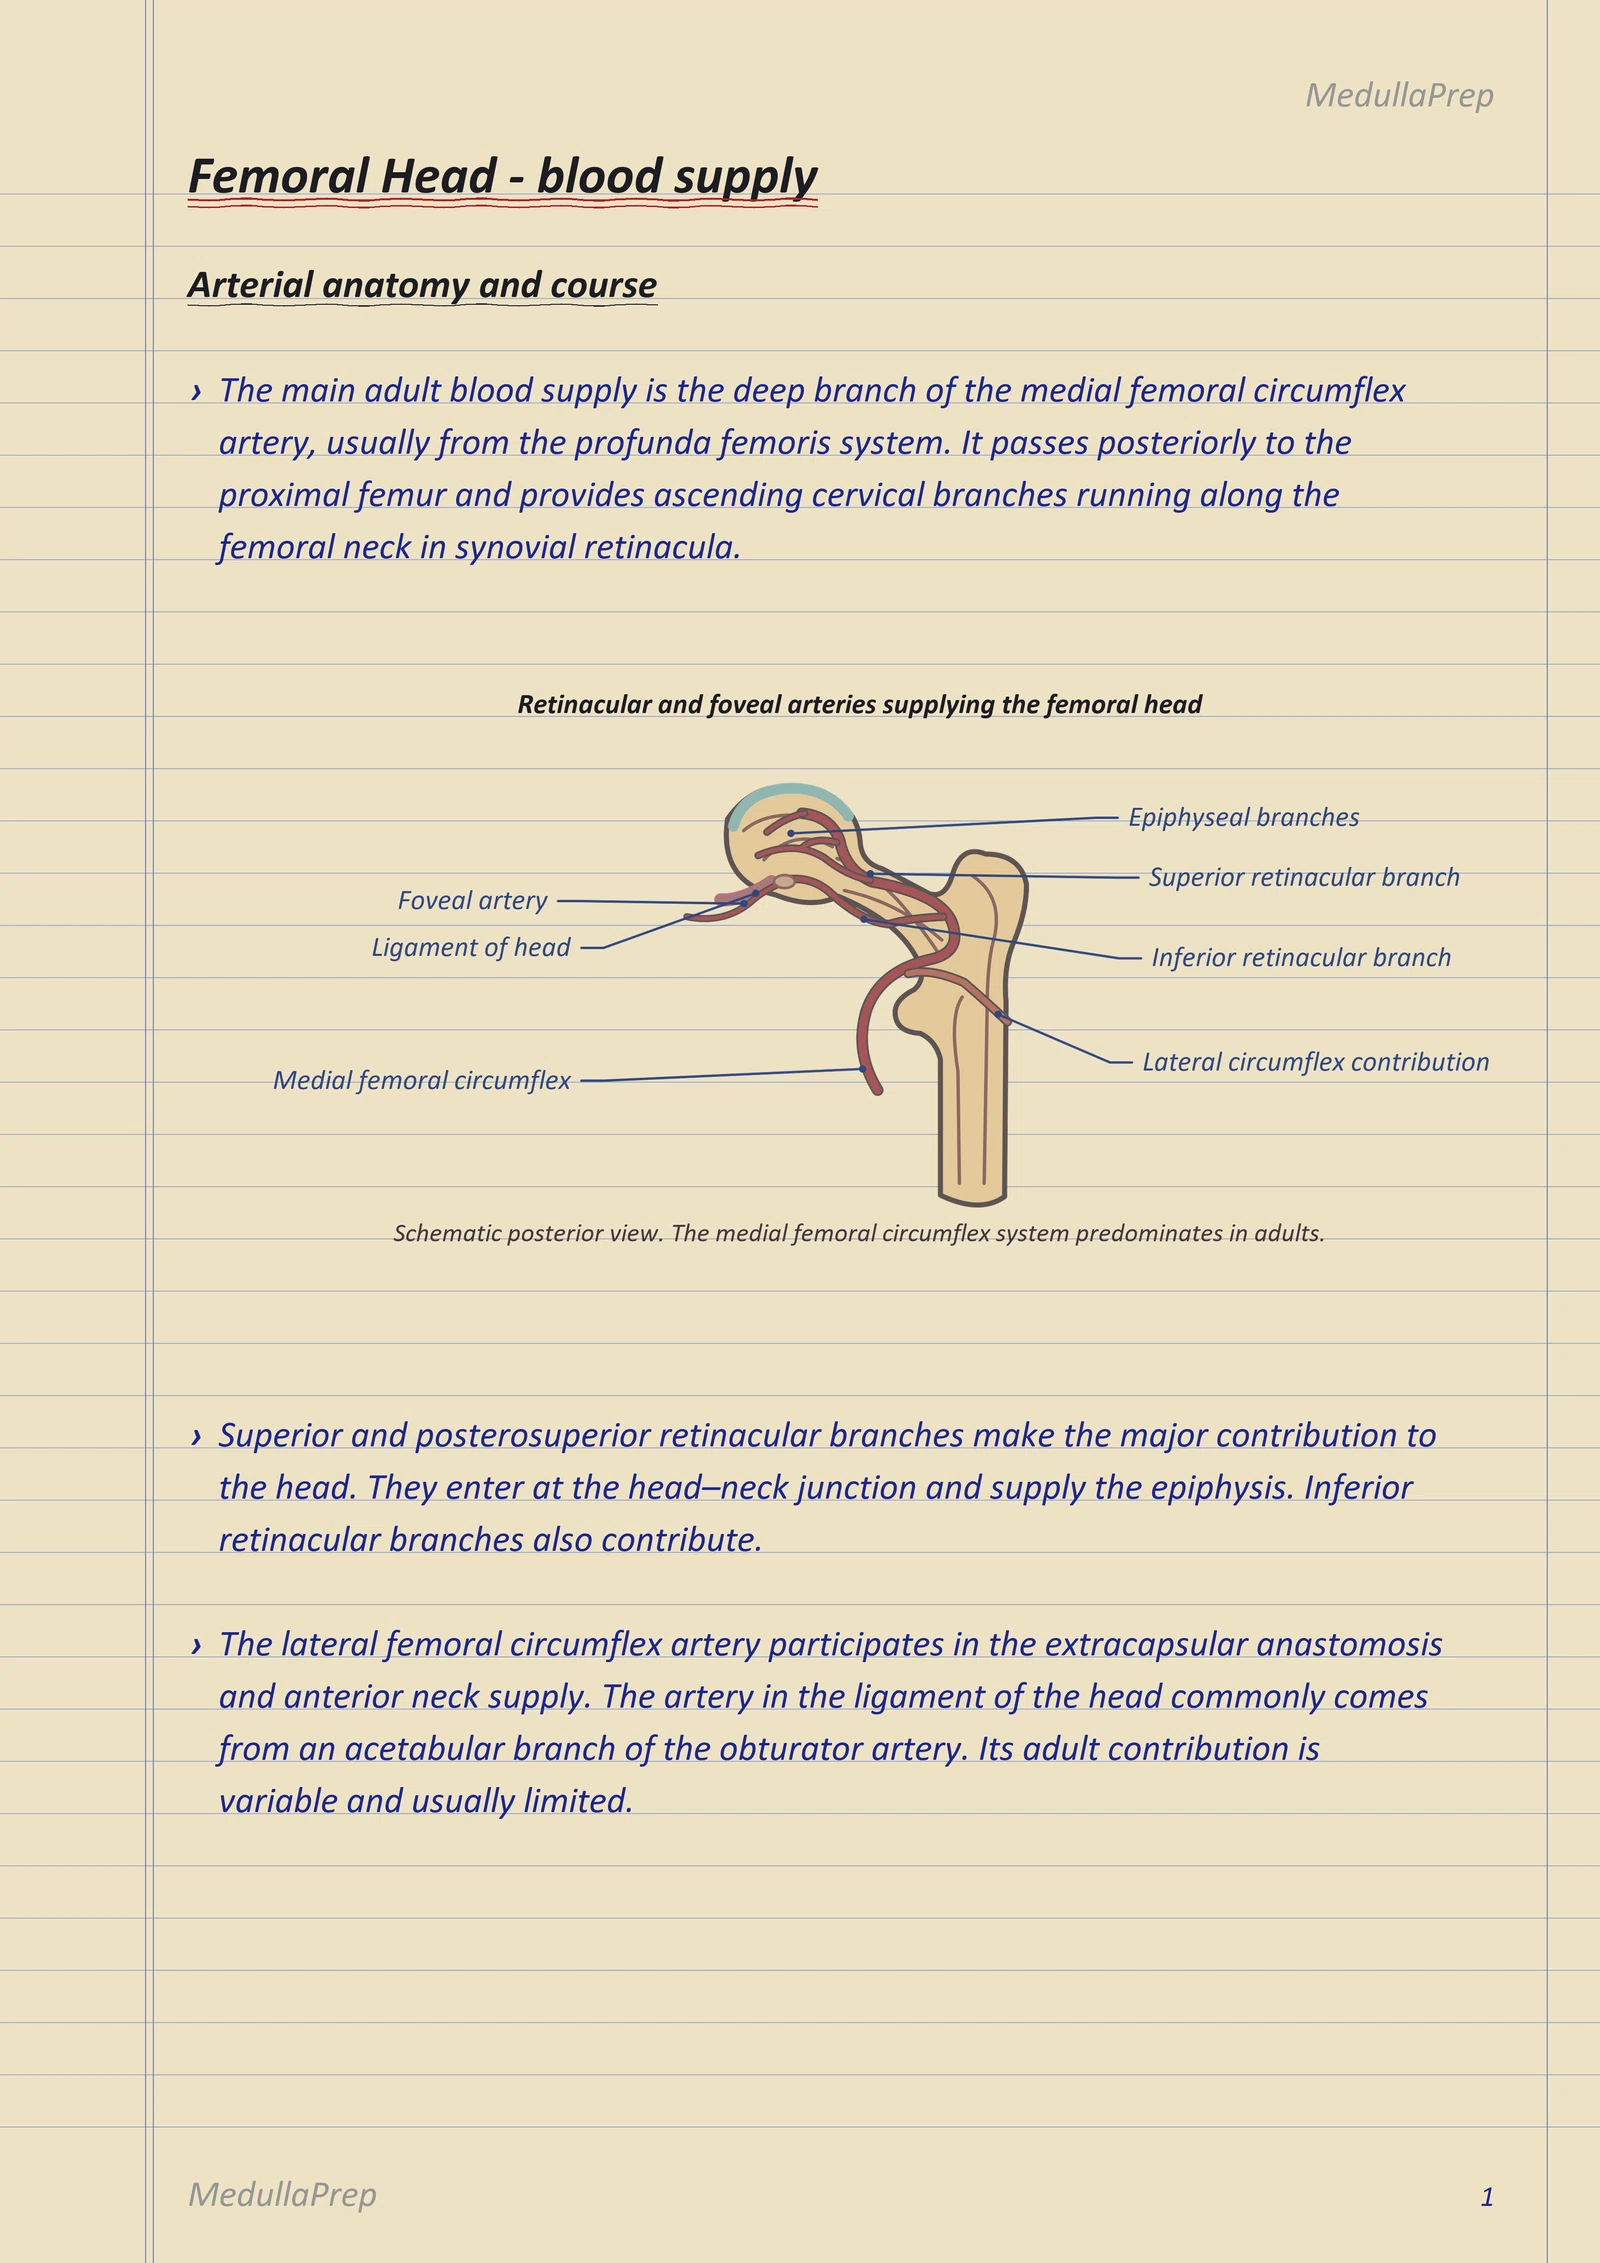 MedullaPrep
Femoral Head - blood supply
Arterial anatomy and course
› The main adult blood supply is the deep branch of the medial femoral circumflex
artery, usually from the profunda femoris system. It passes posteriorly to the
proximal femur and provides ascending cervical branches running along the
femoral neck in synovial retinacula.
Retinacular and foveal arteries supplying the femoral head
Epiphyseal branches
Superior retinacular branch
Foveal artery
Ligament of head
Inferior retinacular branch
Lateral circumflex contribution
Medial femoral circumflex
Schematic posterior view. The medial femoral circumflex system predominates in adults.
› Superior and posterosuperior retinacular branches make the major contribution to
the head. They enter at the head–neck junction and supply the epiphysis. Inferior
retinacular branches also contribute.
› The lateral femoral circumflex artery participates in the extracapsular anastomosis
and anterior neck supply. The artery in the ligament of the head commonly comes
from an acetabular branch of the obturator artery. Its adult contribution is
variable and usually limited.
MedullaPrep
1